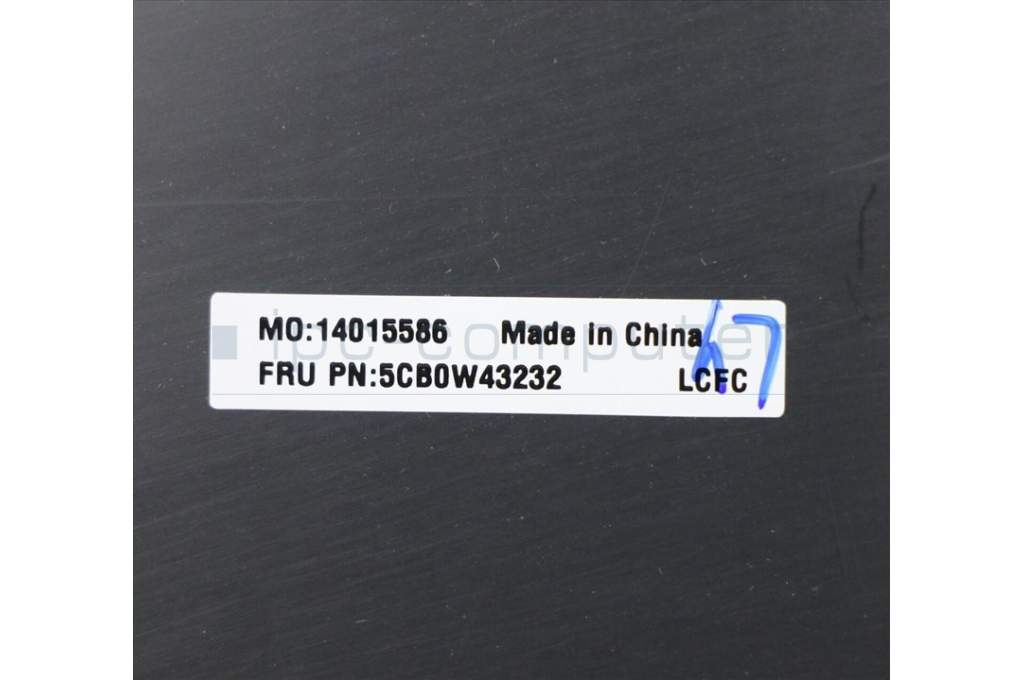 MO:14015586 Made in China
FRU PN:5CB0W43232 LCFC
ipc-computer